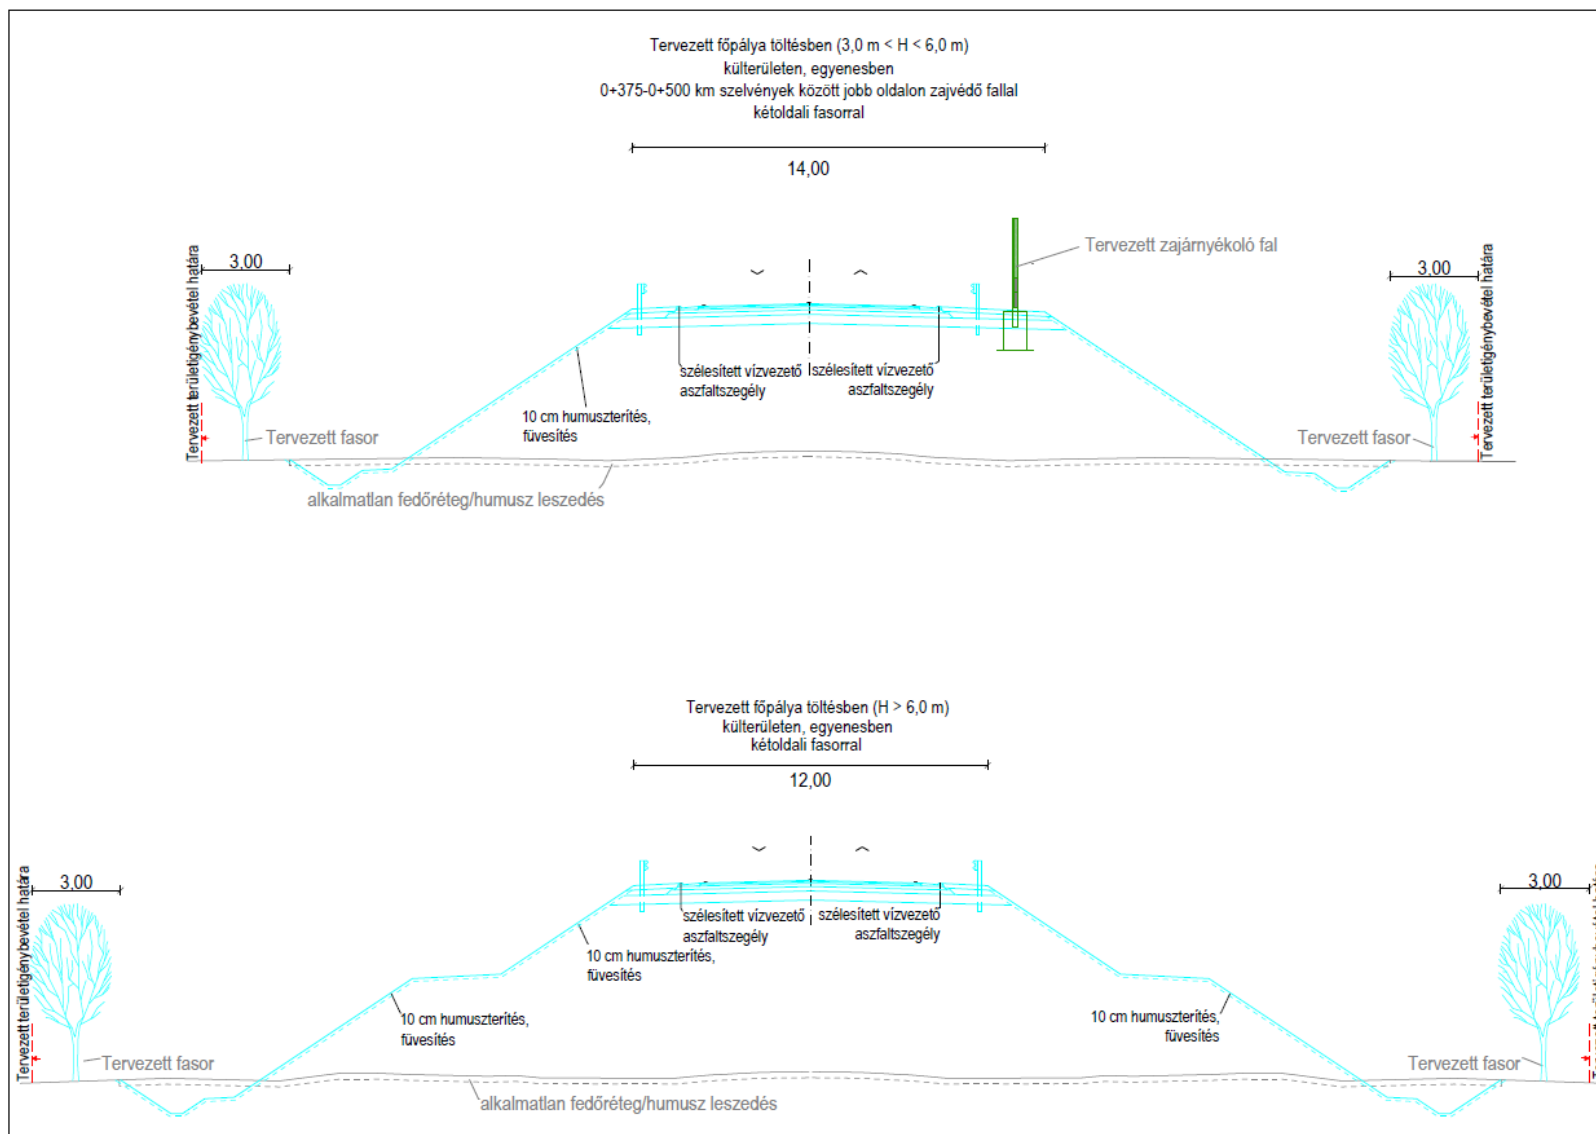 Tervezett főpálya töltésben (3,0 m < H < 6,0 m)
külterületen, egyenesben
0+375-0+500 km szelvények között jobb oldalon zajvédő fallal
kétoldali fasorral
14,00
Tervezett zajárnyékoló fal
3,00
3,00
Tervezett területigénybevétel határa
Tervezett területigénybevétel határa
szélesített vízvezető
aszfaltszegély
szélesített vízvezető
aszfaltszegély
10 cm humuszterítés,
füvesítés
Tervezett fasor
Tervezett fasor
alkalmatlan fedőréteg/humusz leszedés
Tervezett főpálya töltésben (H > 6,0 m)
külterületen, egyenesben
kétoldali fasorral
12,00
3,00
3,00
Tervezett területigénybevétel határa
szélesített vízvezető
aszfaltszegély
szélesített vízvezető
aszfaltszegély
10 cm humuszterítés,
füvesítés
10 cm humuszterítés,
füvesítés
10 cm humuszterítés,
füvesítés
Tervezett fasor
Tervezett fasor
alkalmatlan fedőréteg/humusz leszedés